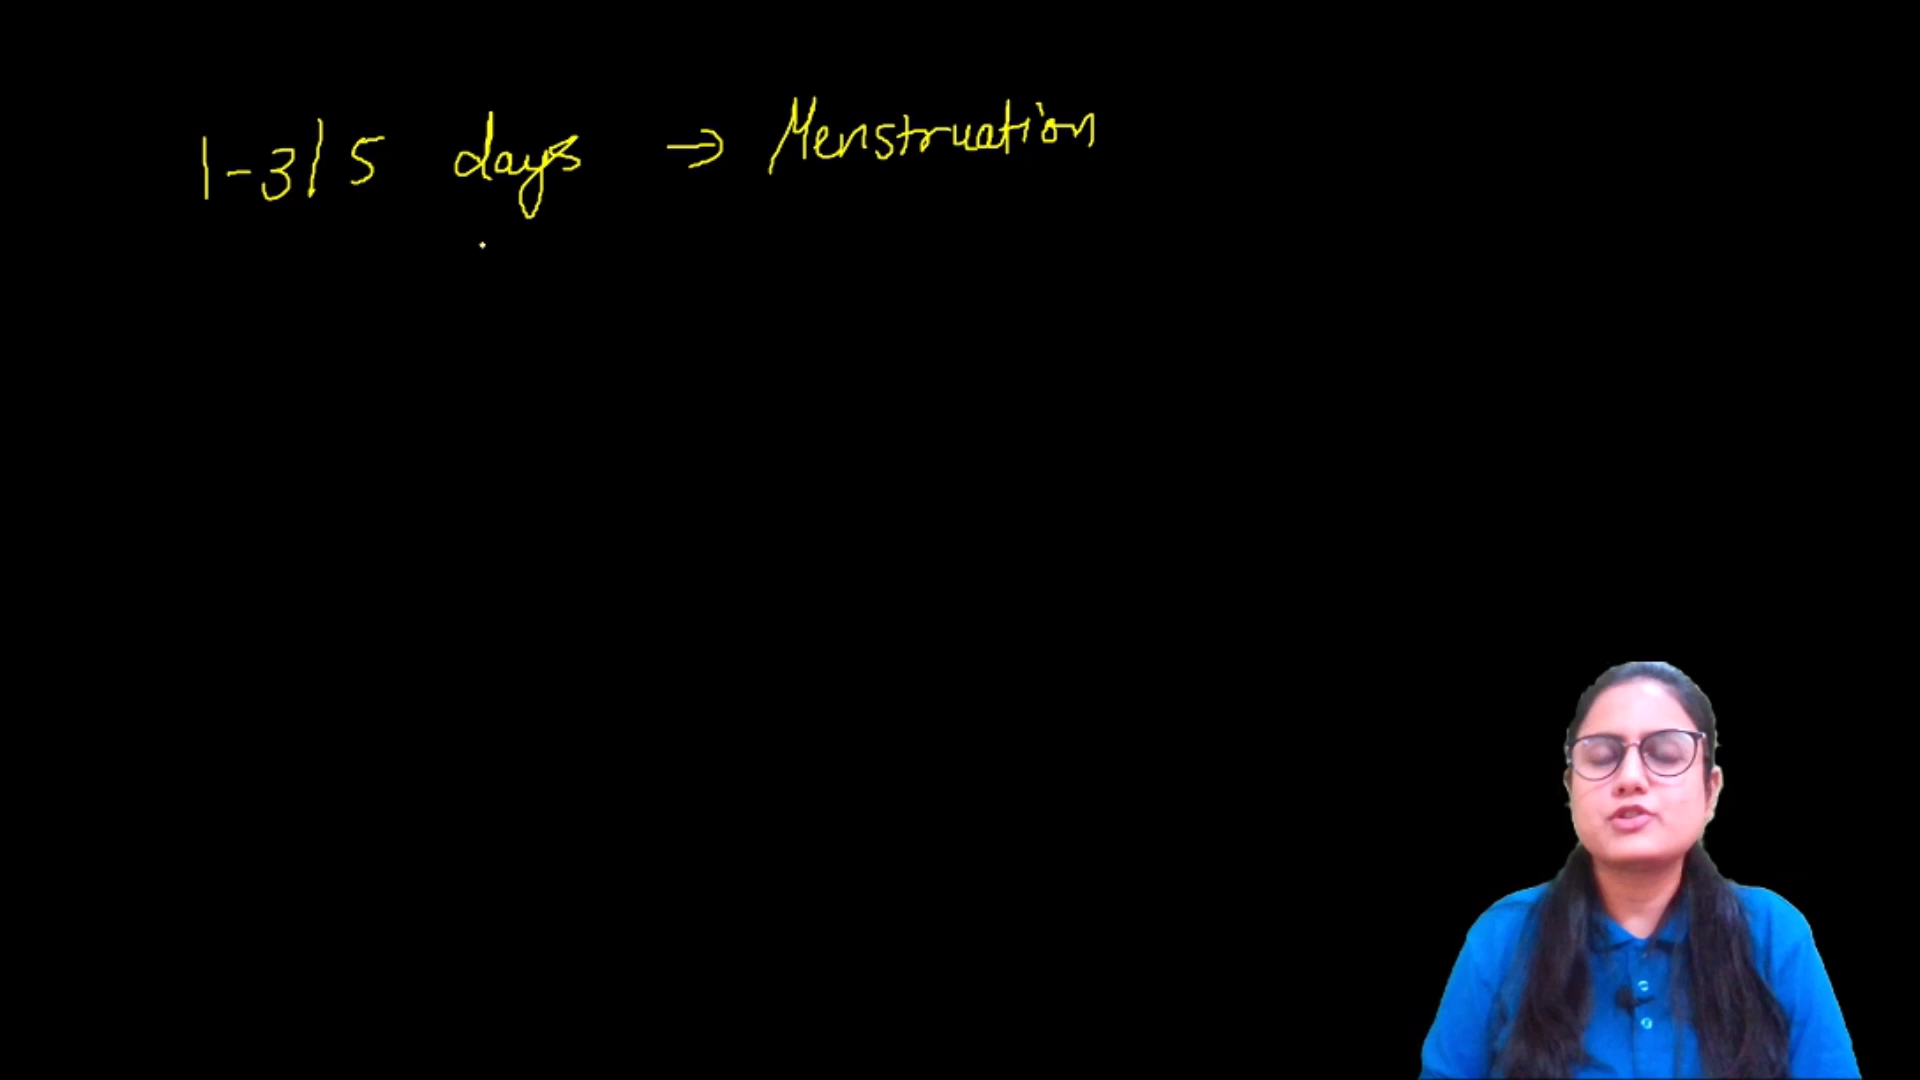 1-3/5 days → Menstruation